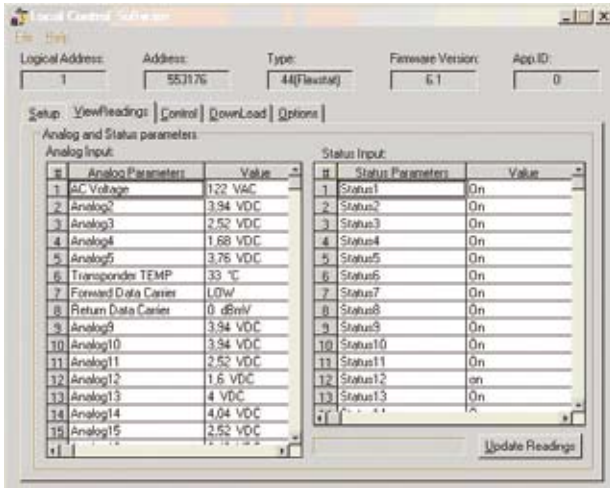 Local Control Software
File Help
Logical Address: Address: Type: Firmware Version: App.ID:
1 553176 44(Flexstat) 6.1 0
Setup ViewReadings Control DownLoad Options
Analog and Status parameters
Analog Input: Status Input:
# Analog Parameters Value # Status Parameters Value
1 AC Voltage 122 VAC 1 Status1 On
2 Analog2 3,94 VDC 2 Status2 On
3 Analog3 2,52 VDC 3 Status3 On
4 Analog4 1,68 VDC 4 Status4 On
5 Analog5 3,76 VDC 5 Status5 On
6 Transponder TEMP 33 °C 6 Status6 On
7 Forward Data Carrier LOW 7 Status7 On
8 Return Data Carrier 0 dBmV 8 Status8 On
9 Analog9 3,94 VDC 9 Status9 On
10 Analog10 3,94 VDC 10 Status10 On
11 Analog11 2,52 VDC 11 Status11 On
12 Analog12 1,6 VDC 12 Status12 on
13 Analog13 4 VDC 13 Status13 On
14 Analog14 4,04 VDC
15 Analog15 2,52 VDC
Update Readings